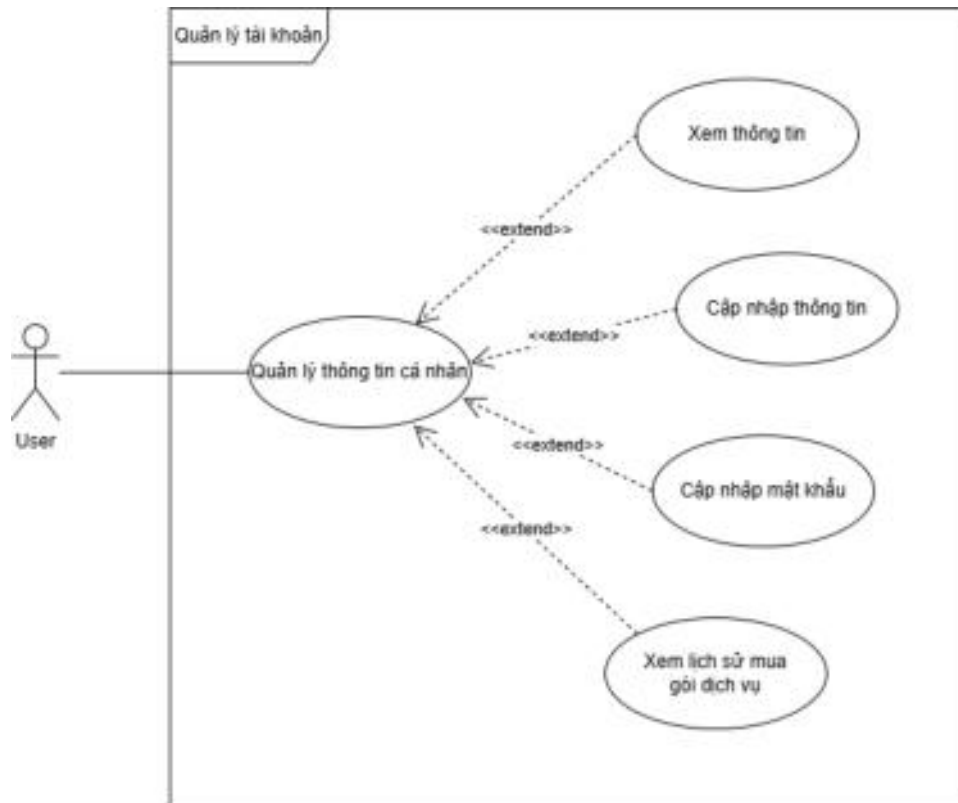 Quản lý tài khoản
Xem thông tin
<<extend>>
Cập nhập thông tin
<<extend>>
Quản lý thông tin cá nhân
User
<<extend>>
Cập nhập mật khẩu
<<extend>>
Xem lịch sử mua
gói dịch vụ